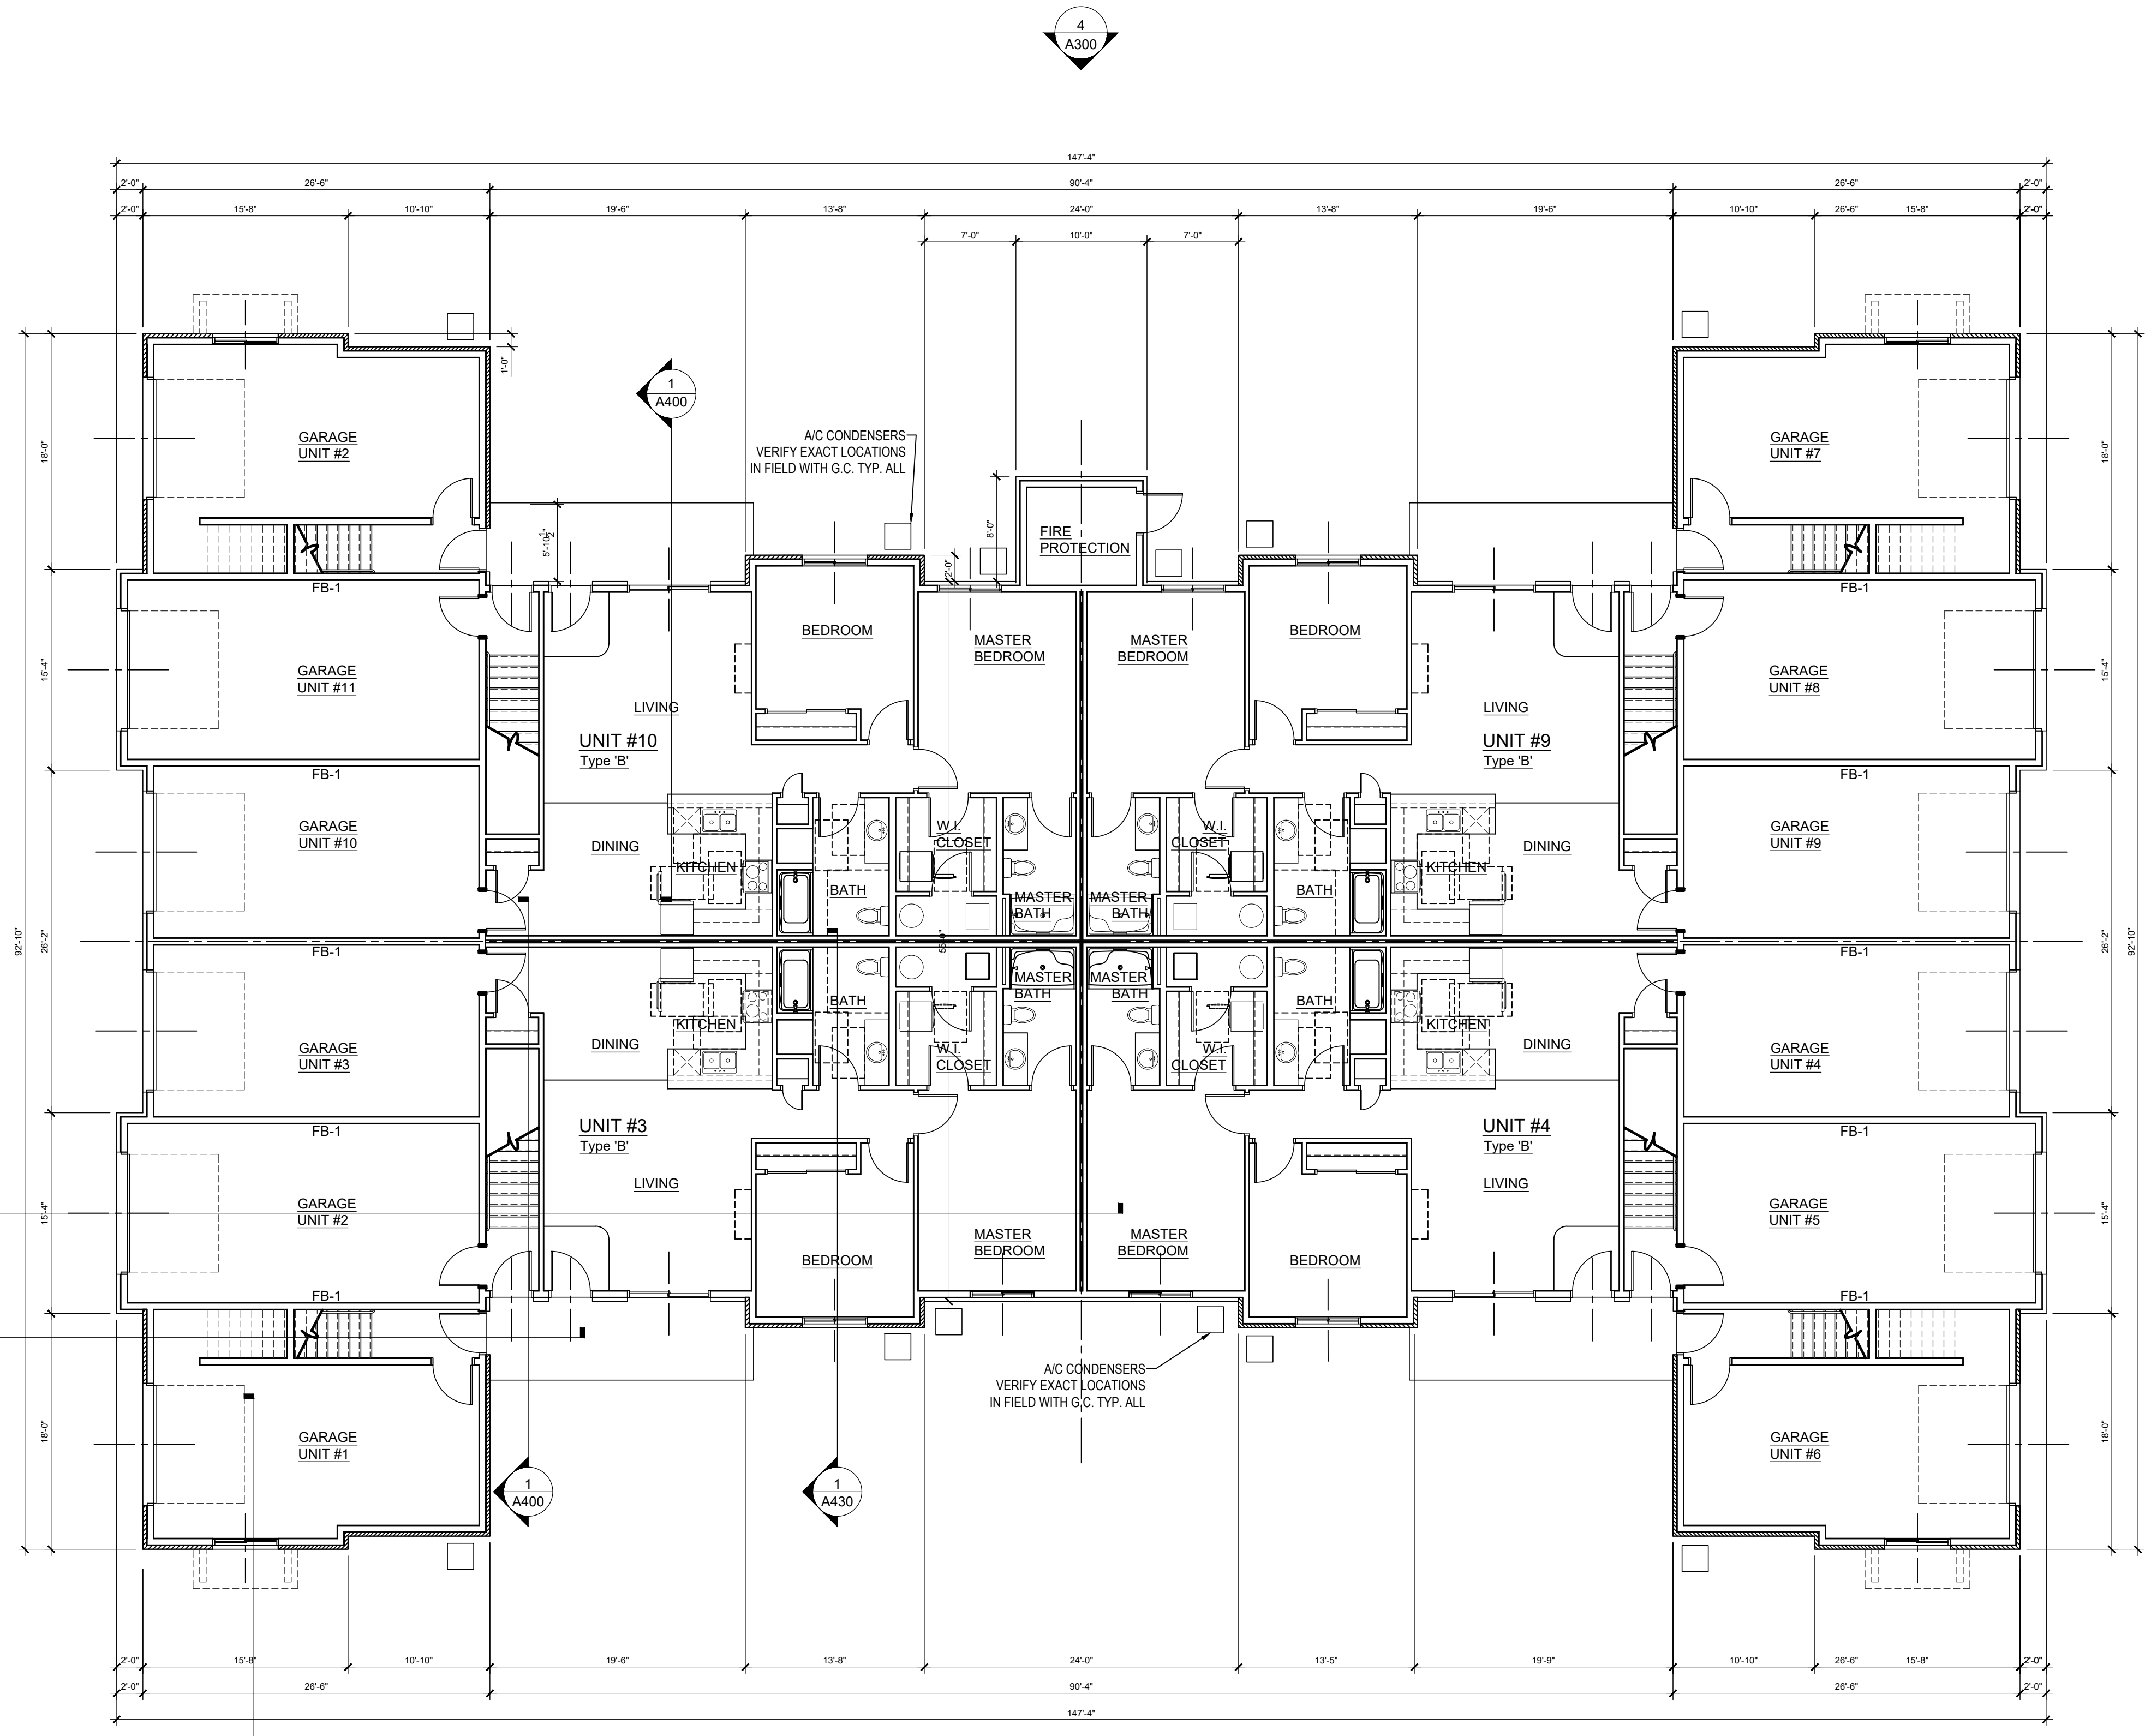 4
A300
147'-4"
2'-0"
26'-6"
90'-4"
26'-6"
2'-0"
2'-0"
15'-8"
10'-10"
19'-6"
13'-8"
24'-0"
13'-8"
19'-6"
10'-10"
26'-6"
15'-8"
2'-0"
7'-0"
10'-0"
7'-0"
1'-0"
1
A400
A/C CONDENSERS
VERIFY EXACT LOCATIONS
IN FIELD WITH G.C. TYP. ALL
GARAGE
UNIT #2
GARAGE
UNIT #7
18'-0"
18'-0"
5'-10 1/2"
8'-0"
2'-0"
FIRE
PROTECTION
FB-1
FB-1
BEDROOM
MASTER
BEDROOM
MASTER
BEDROOM
BEDROOM
15'-4"
GARAGE
UNIT #11
GARAGE
UNIT #8
15'-4"
LIVING
LIVING
UNIT #10
Type 'B'
UNIT #9
Type 'B'
FB-1
FB-1
GARAGE
UNIT #10
DINING
KITCHEN
BATH
W.I.
CLOSET
MASTER
BATH
MASTER
BATH
W.I.
CLOSET
BATH
KITCHEN
DINING
GARAGE
UNIT #9
92'-10"
26'-2"
26'-2"
92'-10"
FB-1
FB-1
GARAGE
UNIT #3
DINING
KITCHEN
BATH
W.I.
CLOSET
MASTER
BATH
MASTER
BATH
W.I.
CLOSET
BATH
KITCHEN
DINING
GARAGE
UNIT #4
FB-1
FB-1
UNIT #3
Type 'B'
UNIT #4
Type 'B'
LIVING
LIVING
15'-4"
GARAGE
UNIT #2
GARAGE
UNIT #5
15'-4"
BEDROOM
MASTER
BEDROOM
MASTER
BEDROOM
BEDROOM
FB-1
FB-1
A/C CONDENSERS
VERIFY EXACT LOCATIONS
IN FIELD WITH G.C. TYP. ALL
18'-0"
GARAGE
UNIT #1
GARAGE
UNIT #6
18'-0"
1
A400
1
A430
2'-0"
15'-8"
10'-10"
19'-6"
13'-8"
24'-0"
13'-5"
19'-9"
10'-10"
26'-6"
15'-8"
2'-0"
2'-0"
26'-6"
90'-4"
26'-6"
2'-0"
147'-4"